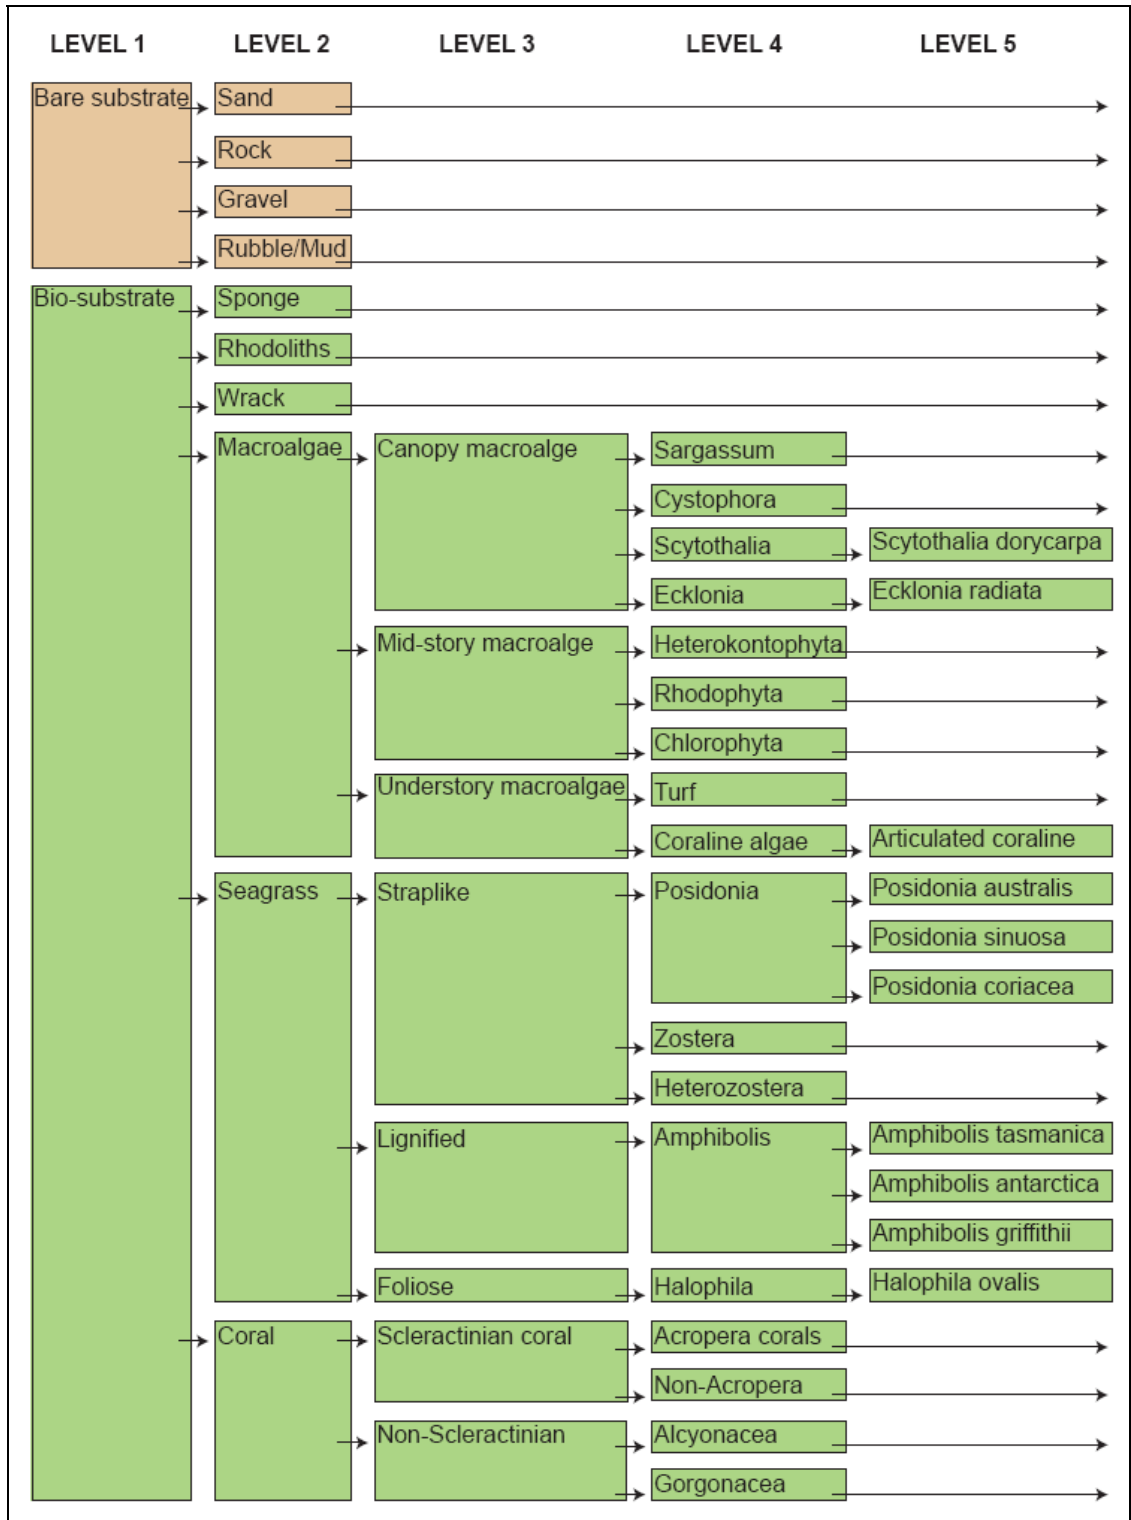 LEVEL 1 LEVEL 2 LEVEL 3 LEVEL 4 LEVEL 5
Bare substrate Sand
Rock
Gravel
Rubble/Mud
Bio-substrate Sponge
Rhodoliths
Wrack
Macroalgae Canopy macroalge Sargassum
Cystophora
Scytothalia Scytothalia dorycarpa
Ecklonia Ecklonia radiata
Mid-story macroalge Heterokontophyta
Rhodophyta
Chlorophyta
Understory macroalgae Turf
Coraline algae Articulated coraline
Seagrass Straplike Posidonia Posidonia australis
Posidonia sinuosa
Posidonia coriacea
Zostera
Heterozostera
Lignified Amphibolis Amphibolis tasmanica
Amphibolis antarctica
Amphibolis griffithii
Foliose Halophila Halophila ovalis
Coral Scleractinian coral Acropera corals
Non-Acropera
Non-Scleractinian Alcyonacea
Gorgonacea